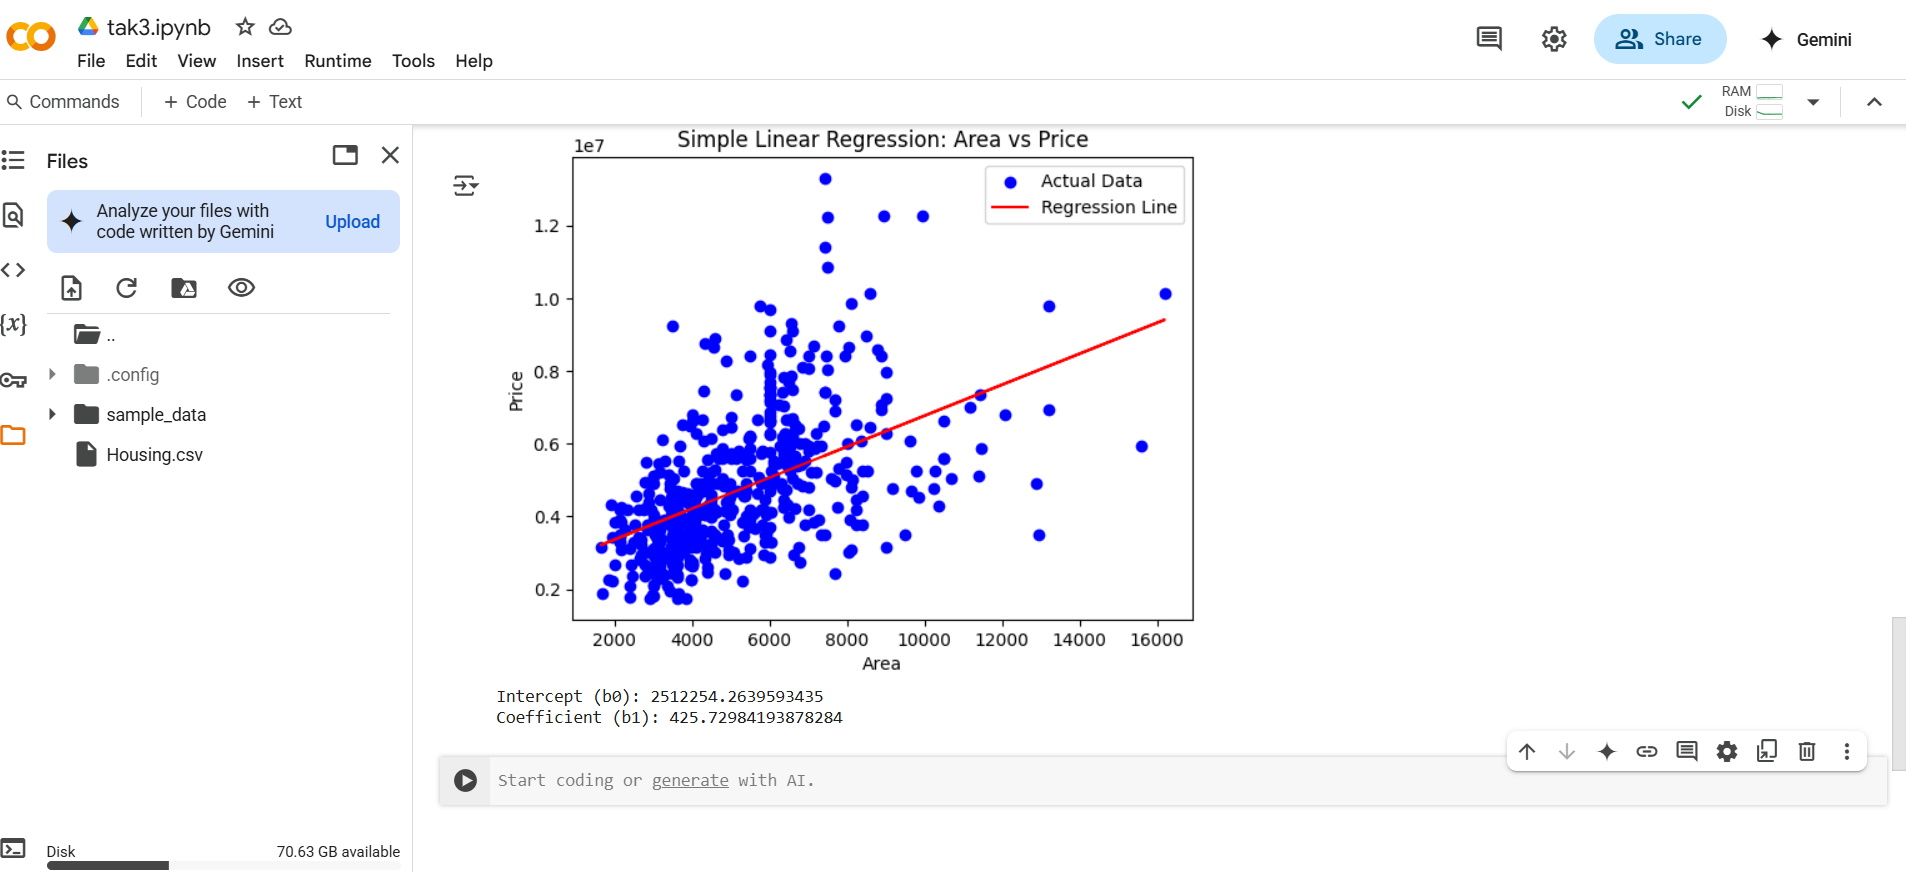 tak3.ipynb
File Edit View Insert Runtime Tools Help
Share
Gemini
Commands
+ Code + Text
RAM
Disk
Files
Analyze your files with
code written by Gemini
Upload
..
.config
sample_data
Housing.csv
Disk 70.63 GB available
{x}
Simple Linear Regression: Area vs Price
1e7
Actual Data
Regression Line
1.2
1.0
0.8
0.6
0.4
0.2
Price
2000 4000 6000 8000 10000 12000 14000 16000
Area
Intercept (b0): 2512254.2639593435
Coefficient (b1): 425.72984193878284
Start coding or generate with AI.